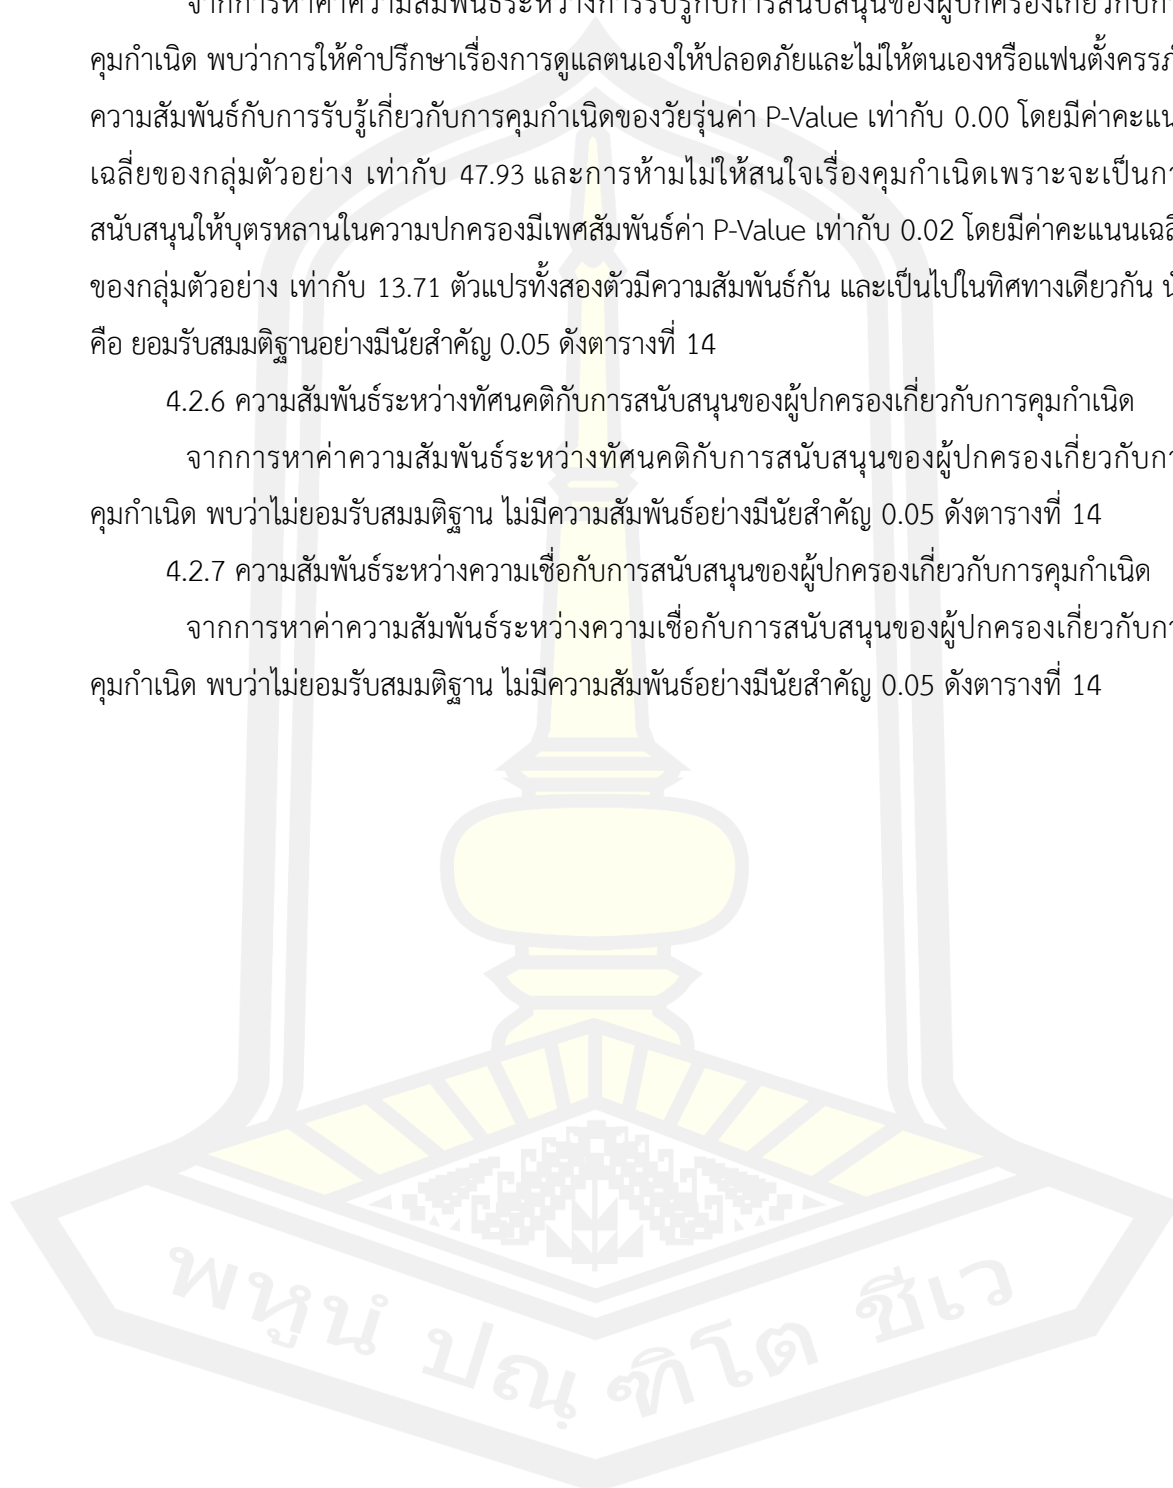 จากการหาค่าความสัมพันธ์ระหว่างการรับรู้กับการสนับสนุนของผู้ปกครองเกี่ยวกับ
คุมกำเนิด พบว่าการให้คำปรึกษาเรื่องการดูแลตนเองให้ปลอดภัยและไม่ให้ตนเองหรือแฟน
ความสัมพันธ์กับการรับรู้เกี่ยวกับการคุมกำเนิดของวัยรุ่นค่า P-Value เท่ากับ 0.00 โดยมี
เฉลี่ยของกลุ่มตัวอย่าง เท่ากับ 47.93 และการห้ามไม่ให้สนใจเรื่องคุมกำเนิดเพราะจะเป็น
สนับสนุนให้บุตรหลานในความปกครองมีเพศสัมพันธ์ค่า P-Value เท่ากับ 0.02 โดยมีค่าคะแนน
ของกลุ่มตัวอย่าง เท่ากับ 13.71 ตัวแปรทั้งสองตัวมีความสัมพันธ์กัน และเป็นไปในทิศทางเดียวกัน
คือ ยอมรับสมมติฐานอย่างมีนัยสำคัญ 0.05 ดังตารางที่ 14
4.2.6 ความสัมพันธ์ระหว่างทัศนคติกับการสนับสนุนของผู้ปกครองเกี่ยวกับการคุมกำเนิด
จากการหาค่าความสัมพันธ์ระหว่างทัศนคติกับการสนับสนุนของผู้ปกครองเกี่ยวกับ
คุมกำเนิด พบว่าไม่ยอมรับสมมติฐาน ไม่มีความสัมพันธ์อย่างมีนัยสำคัญ 0.05 ดังตารางที่ 14
4.2.7 ความสัมพันธ์ระหว่างความเชื่อกับการสนับสนุนของผู้ปกครองเกี่ยวกับการคุมกำเนิด
จากการหาค่าความสัมพันธ์ระหว่างความเชื่อกับการสนับสนุนของผู้ปกครองเกี่ยวกับ
คุมกำเนิด พบว่าไม่ยอมรับสมมติฐาน ไม่มีความสัมพันธ์อย่างมีนัยสำคัญ 0.05 ดังตารางที่ 14
พหูนํ ปณฺ ฑิโต ชีเว